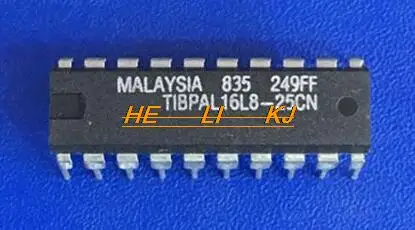 MALAYSIA 835 249FF
TIBPAL16L8-25CN
HE LI KJ